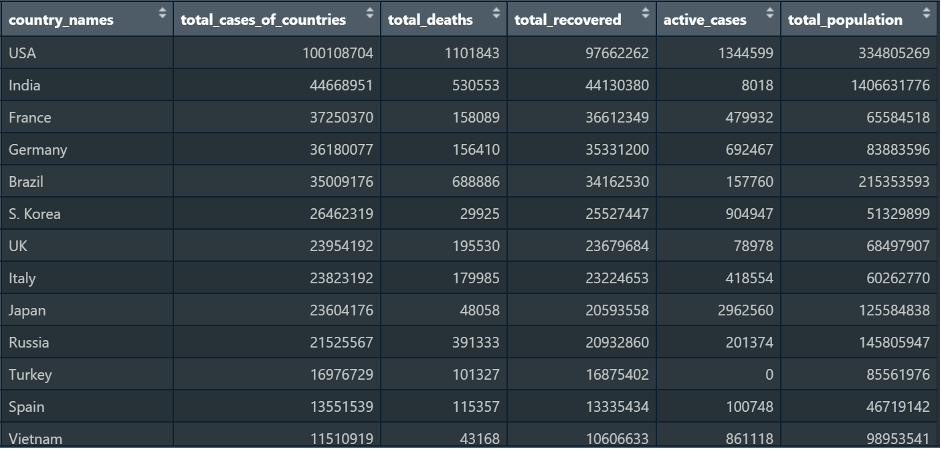 country_names total_cases_of_countries total_deaths total_recovered active_cases total_population
USA 100108704 1101843 97662262 1344599 334805269
India 44668951 530553 44130380 8018 1406631776
France 37250370 158089 36612349 479932 65584518
Germany 36180077 156410 35331200 692467 83883596
Brazil 35009176 688886 34162530 157760 215353593
S. Korea 26462319 29925 25527447 904947 51329899
UK 23954192 195530 23679684 78978 68497907
Italy 23823192 179985 23224653 418554 60262770
Japan 23604176 48058 20593558 2962560 125584838
Russia 21525567 391333 20932860 201374 145805947
Turkey 16976729 101327 16875402 0 85561976
Spain 13551539 115357 13335434 100748 46719142
Vietnam 11510919 43168 10606633 861118 98953541